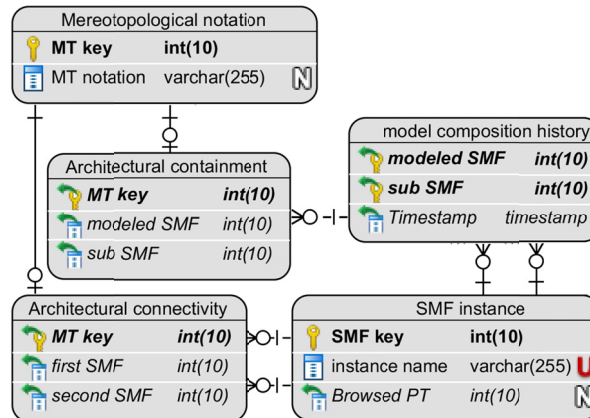 Mereotopological notation
MT key int(10)
MT notation varchar(255) N
model composition history
modeled SMF int(10)
sub SMF int(10)
Timestamp timestamp
Architectural containment
MT key int(10)
modeled SMF int(10)
sub SMF int(10)
Architectural connectivity
MT key int(10)
first SMF int(10)
second SMF int(10)
SMF instance
SMF key int(10)
instance name varchar(255) U
Browsed PT int(10) N